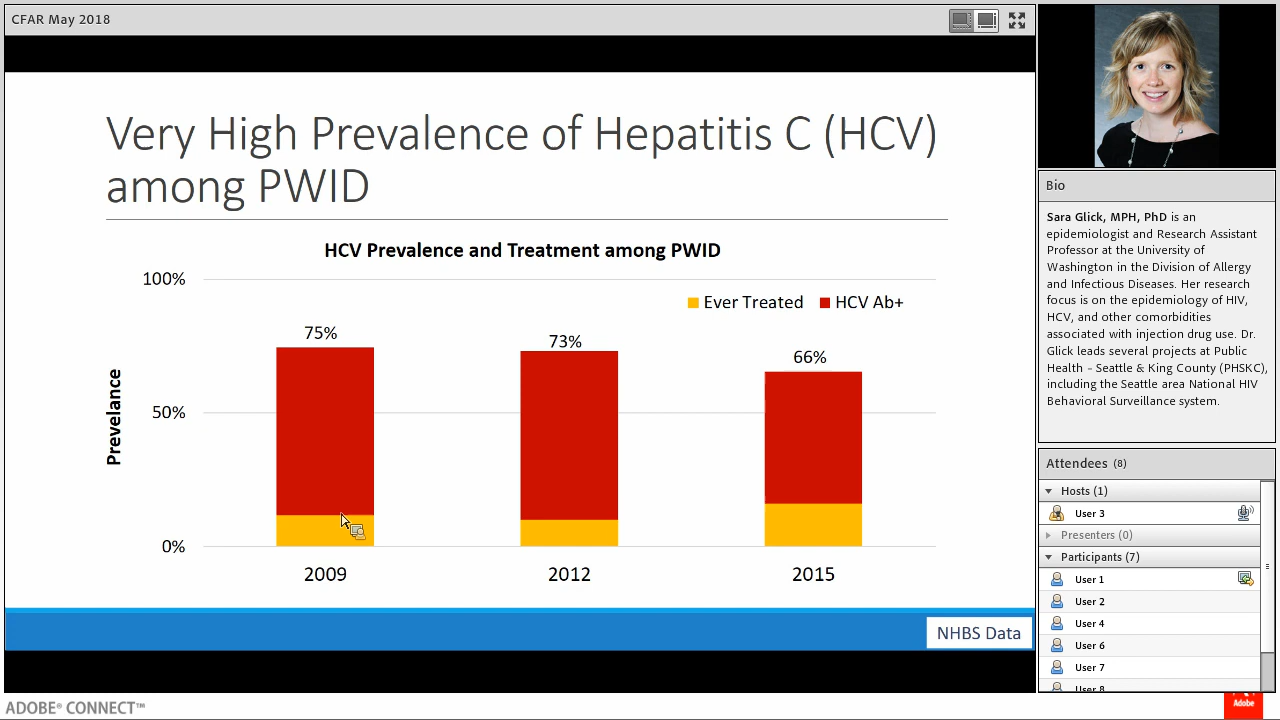 CFAR May 2018
Very High Prevalence of Hepatitis C (HCV)
among PWID
HCV Prevalence and Treatment among PWID
100%
Ever Treated
HCV Ab+
75%
73%
66%
Prevelance
50%
0%
2009
2012
2015
NHBS Data
Bio
Sara Glick, MPH, PhD is an
epidemiologist and Research Assistant
Professor at the University of
Washington in the Division of Allergy
and Infectious Diseases. Her research
focus is on the epidemiology of HIV,
HCV, and other comorbidities
associated with injection drug use. Dr.
Glick leads several projects at Public
Health – Seattle & King County (PHSKC),
including the Seattle area National HIV
Behavioral Surveillance system.
Attendees (8)
Hosts (1)
User 3
Presenters (0)
Participants (7)
User 1
User 2
User 4
User 6
User 7
User 8
ADOBE® CONNECT™
Adobe